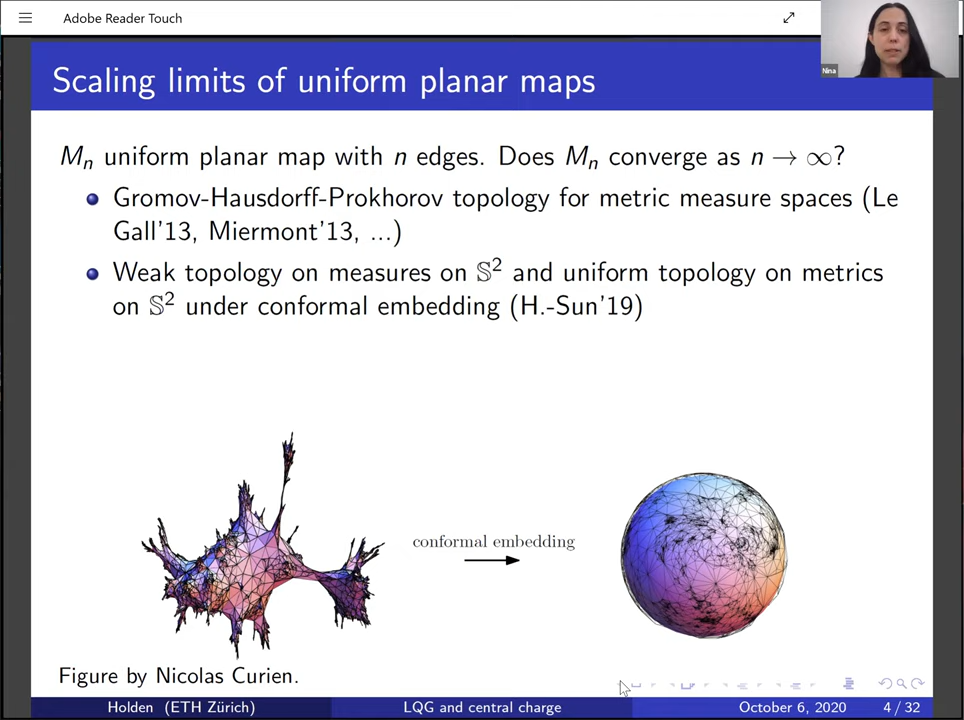 Adobe Reader Touch
Nina
Scaling limits of uniform planar maps
Mn uniform planar map with n edges. Does Mn converge as n → ∞?
Gromov-Hausdorff-Prokhorov topology for metric measure spaces (Le
Gall'13, Miermont'13, ...)
Weak topology on measures on 𝕊² and uniform topology on metrics
on 𝕊² under conformal embedding (H.-Sun'19)
conformal embedding
Figure by Nicolas Curien.
Holden (ETH Zürich) LQG and central charge October 6, 2020 4 / 32